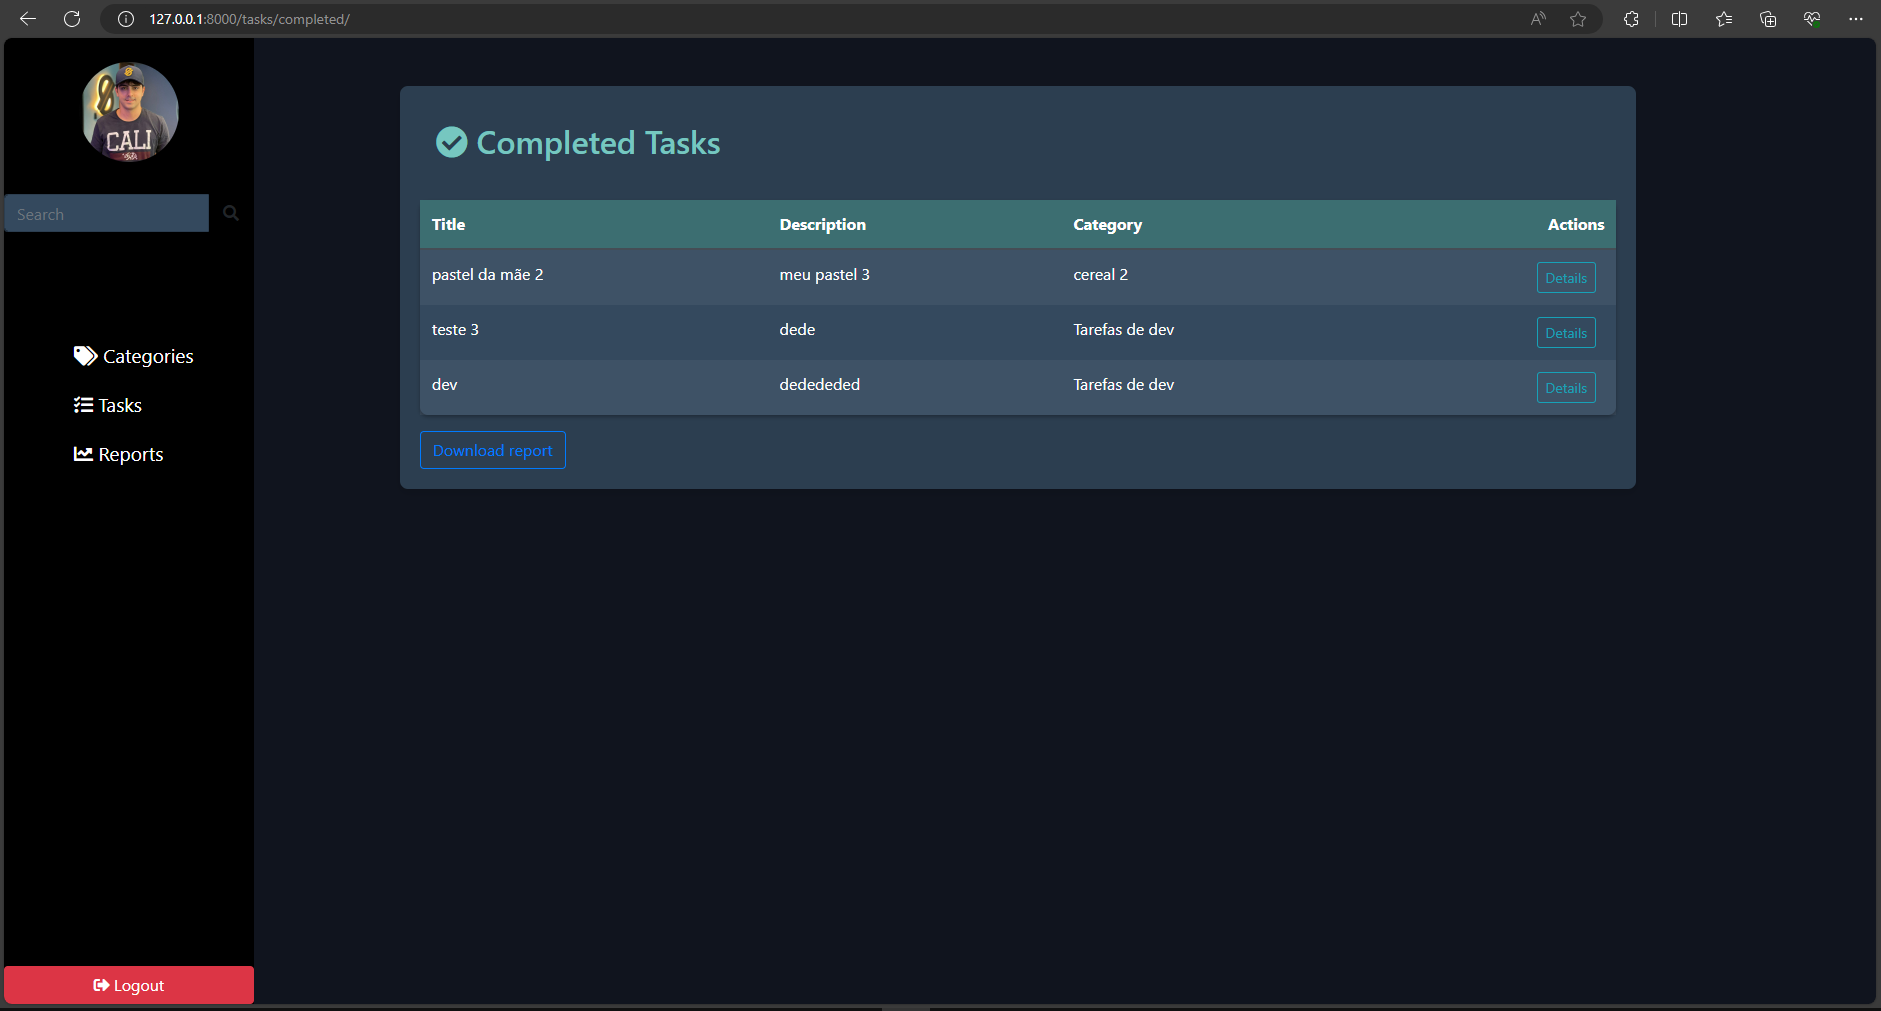 127.0.0.1:8000/tasks/completed/
CALI
Search
Categories
Tasks
Reports
Logout
Completed Tasks
Title Description Category Actions
pastel da mãe 2 meu pastel 3 cereal 2 Details
teste 3 dede Tarefas de dev Details
dev dedededed Tarefas de dev Details
Download report